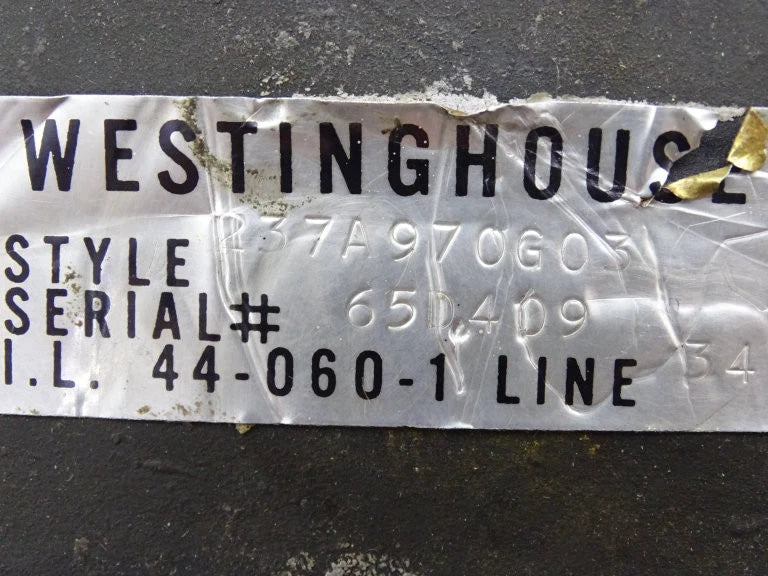 WESTINGHOUSE
STYLE 237A970G03
SERIAL# 65D409
I.L. 44-060-1 LINE 34